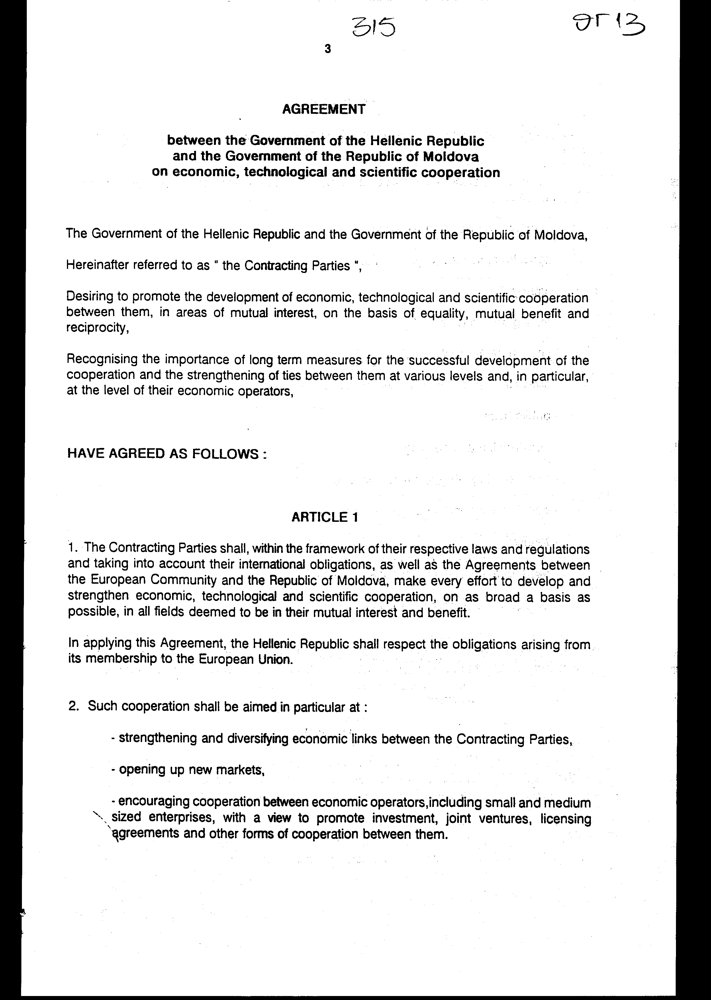 315
3
AGREEMENT
between the Government of the Hellenic Republic
and the Government of the Republic of Moldova
on economic, technological and scientific cooperation
The Government of the Hellenic Republic and the Government of the Republic of Moldova,
Hereinafter referred to as " the Contracting Parties ",
Desiring to promote the development of economic, technological and scientific cooperation
between them, in areas of mutual interest, on the basis of equality, mutual benefit and
reciprocity,
Recognising the importance of long term measures for the successful development of the
cooperation and the strengthening of ties between them at various levels and, in particular,
at the level of their economic operators,
HAVE AGREED AS FOLLOWS :
ARTICLE 1
1. The Contracting Parties shall, within the framework of their respective laws and regulations
and taking into account their international obligations, as well as the Agreements between
the European Community and the Republic of Moldova, make every effort to develop and
strengthen economic, technological and scientific cooperation, on as broad a basis as
possible, in all fields deemed to be in their mutual interest and benefit.
In applying this Agreement, the Hellenic Republic shall respect the obligations arising from
its membership to the European Union.
2. Such cooperation shall be aimed in particular at :
- strengthening and diversifying economic links between the Contracting Parties,
- opening up new markets,
- encouraging cooperation between economic operators,including small and medium
sized enterprises, with a view to promote investment, joint ventures, licensing
agreements and other forms of cooperation between them.